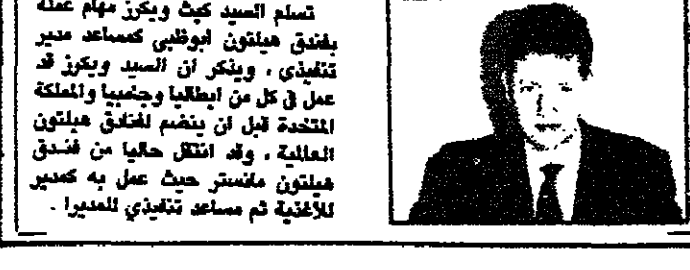 تسلم السيد كيث ويكرز مهام عمله
بفندق هيلتون ابوظبي كمساعد مدير
تنفيذي ، ويذكر ان السيد ويكرز قد
عمل في كل من ايطاليا وجنيبيا والمملكة
المتحدة قبل ان ينضم لفنادق هيلتون
العالمية ، وقد انتقل حاليا من فندق
هيلتون مانستر حيث عمل به كمدير
للأغذية ثم مساعد تنفيذي للمديرا .